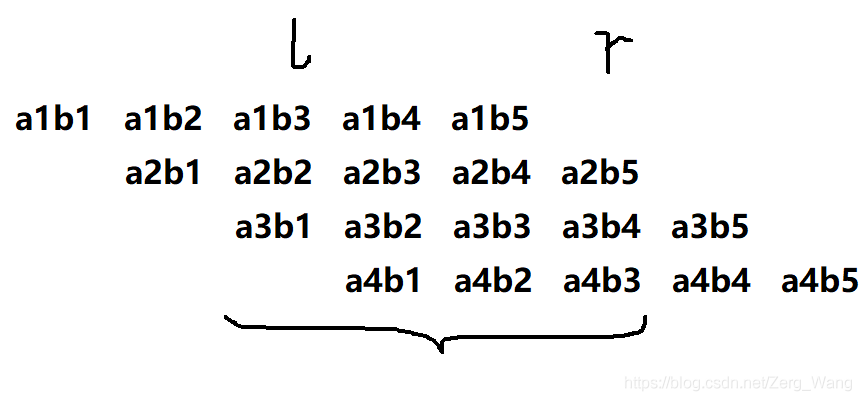 l r
a1b1 a1b2 a1b3 a1b4 a1b5
a2b1 a2b2 a2b3 a2b4 a2b5
a3b1 a3b2 a3b3 a3b4 a3b5
a4b1 a4b2 a4b3 a4b4 a4b5
https://blog.csdn.net/Zerg_Wang